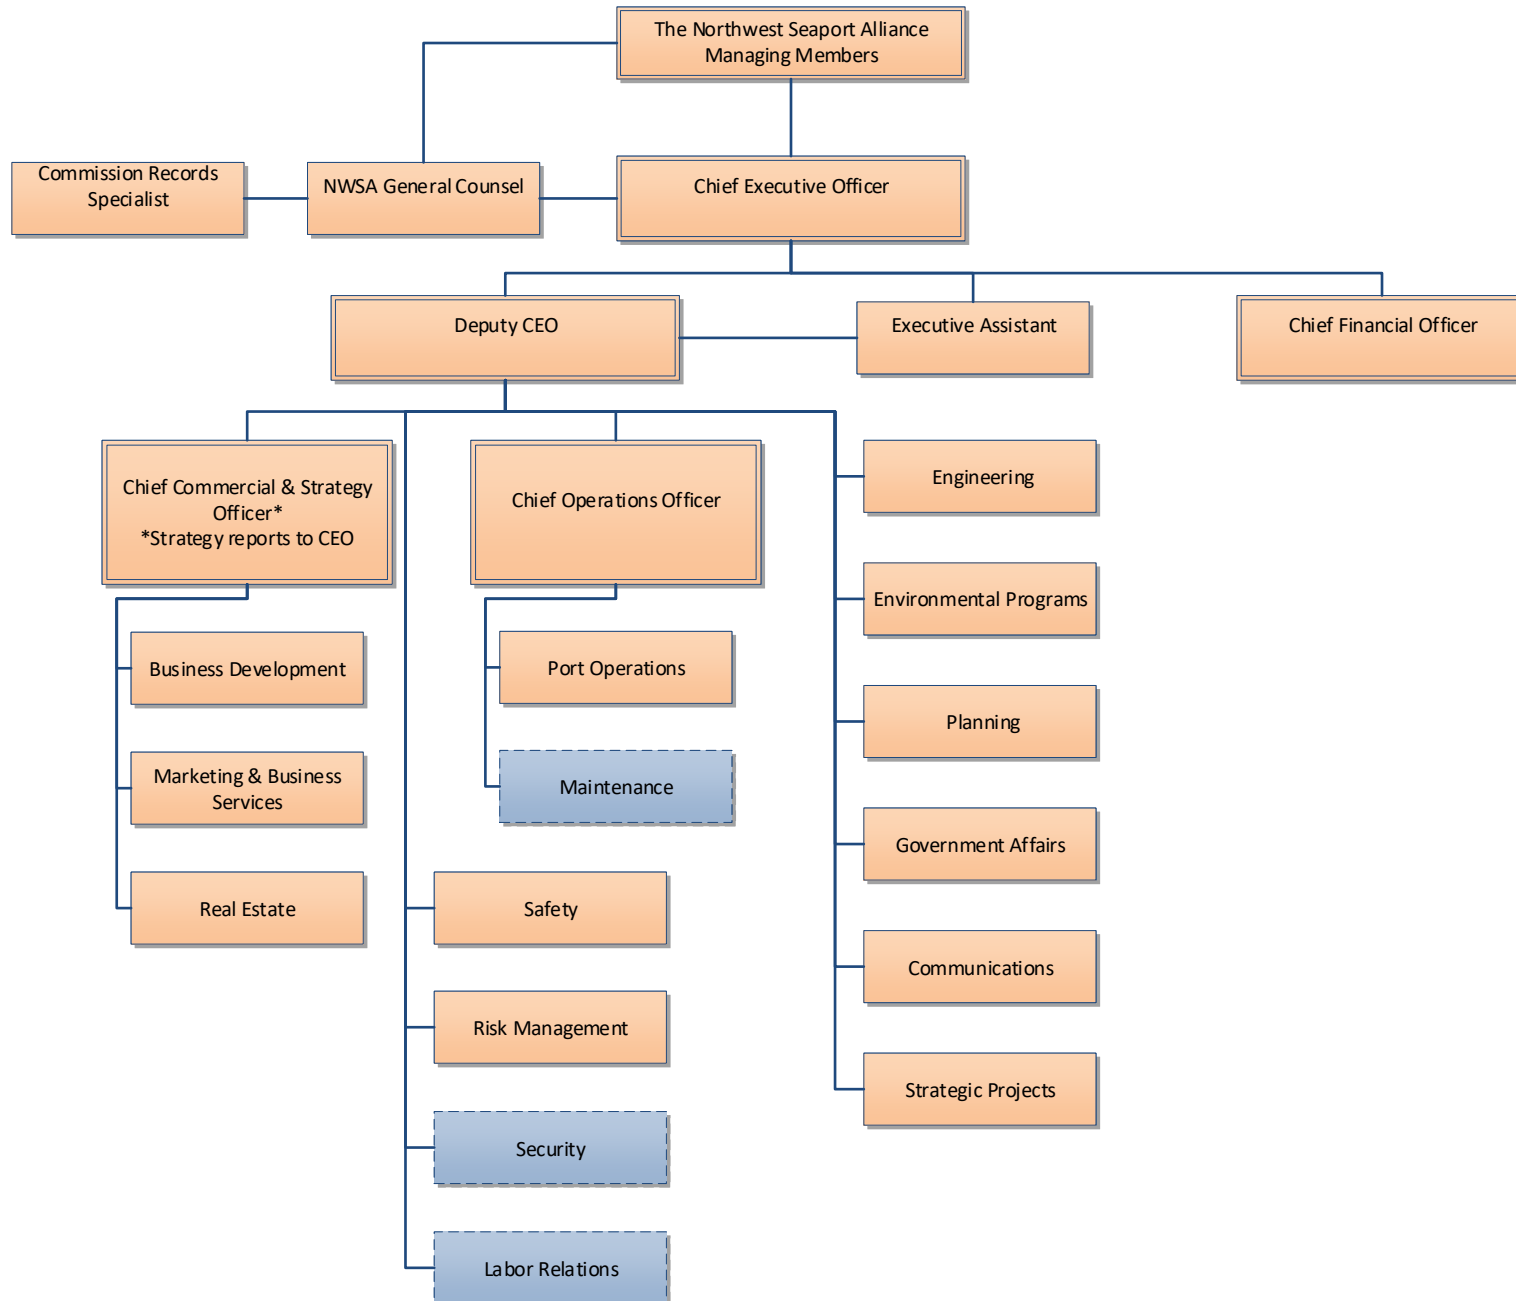 The Northwest Seaport Alliance
Managing Members
Commission Records
Specialist
NWSA General Counsel
Chief Executive Officer
Deputy CEO
Executive Assistant
Chief Financial Officer
Chief Commercial & Strategy
Officer*
*Strategy reports to CEO
Chief Operations Officer
Engineering
Environmental Programs
Business Development
Port Operations
Planning
Marketing & Business
Services
Maintenance
Government Affairs
Real Estate
Safety
Communications
Risk Management
Strategic Projects
Security
Labor Relations